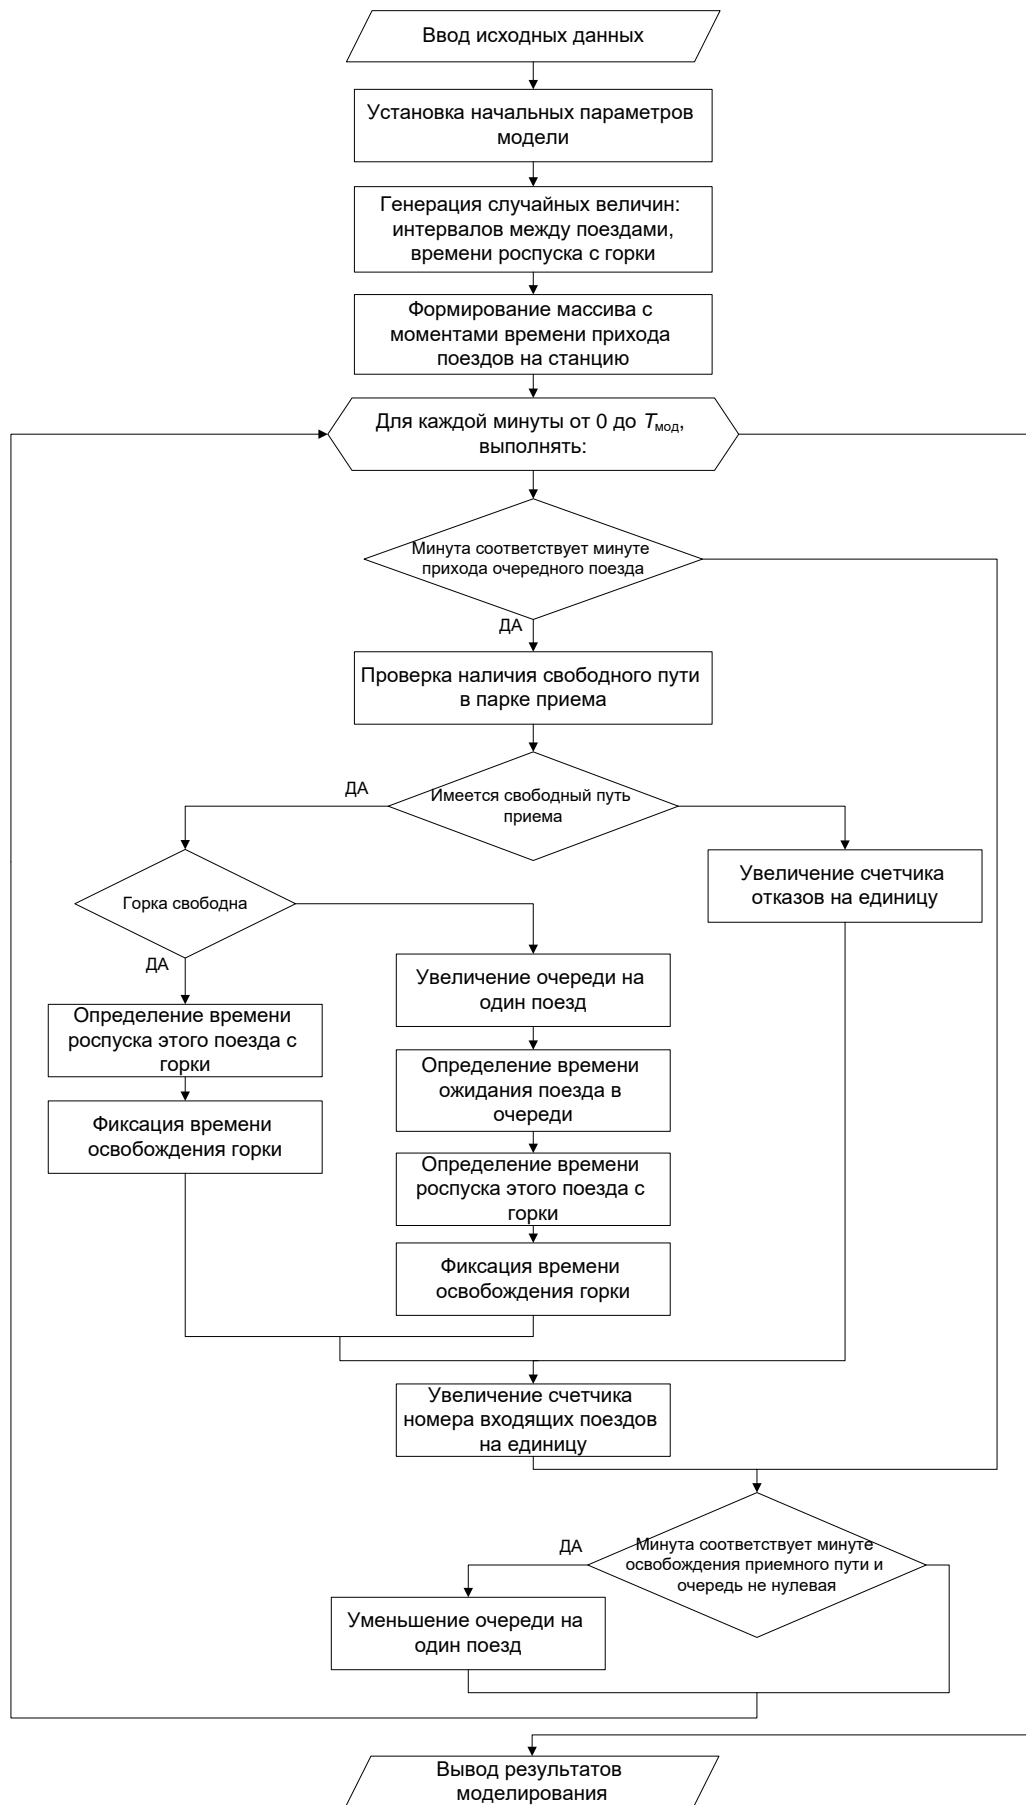 Ввод исходных данных
Установка начальных параметров
модели
Генерация случайных величин:
интервалов между поездами,
времени роспуска с горки
Формирование массива с
моментами времени прихода
поездов на станцию
Для каждой минуты от 0 до Tмод,
выполнять:
Минута соответствует минуте
прихода очередного поезда
ДА
Проверка наличия свободного пути
в парке приема
ДА
Имеется свободный путь
приема
Увеличение счетчика
отказов на единицу
Горка свободна
ДА
Увеличение очереди на
один поезд
Определение времени
роспуска этого поезда с
горки
Определение времени
ожидания поезда в
очереди
Фиксация времени
освобождения горки
Определение времени
роспуска этого поезда с
горки
Фиксация времени
освобождения горки
Увеличение счетчика
номера входящих поездов
на единицу
ДА
Минута соответствует минуте
освобождения приемного пути и
очередь не нулевая
Уменьшение очереди на
один поезд
Вывод результатов
моделирования